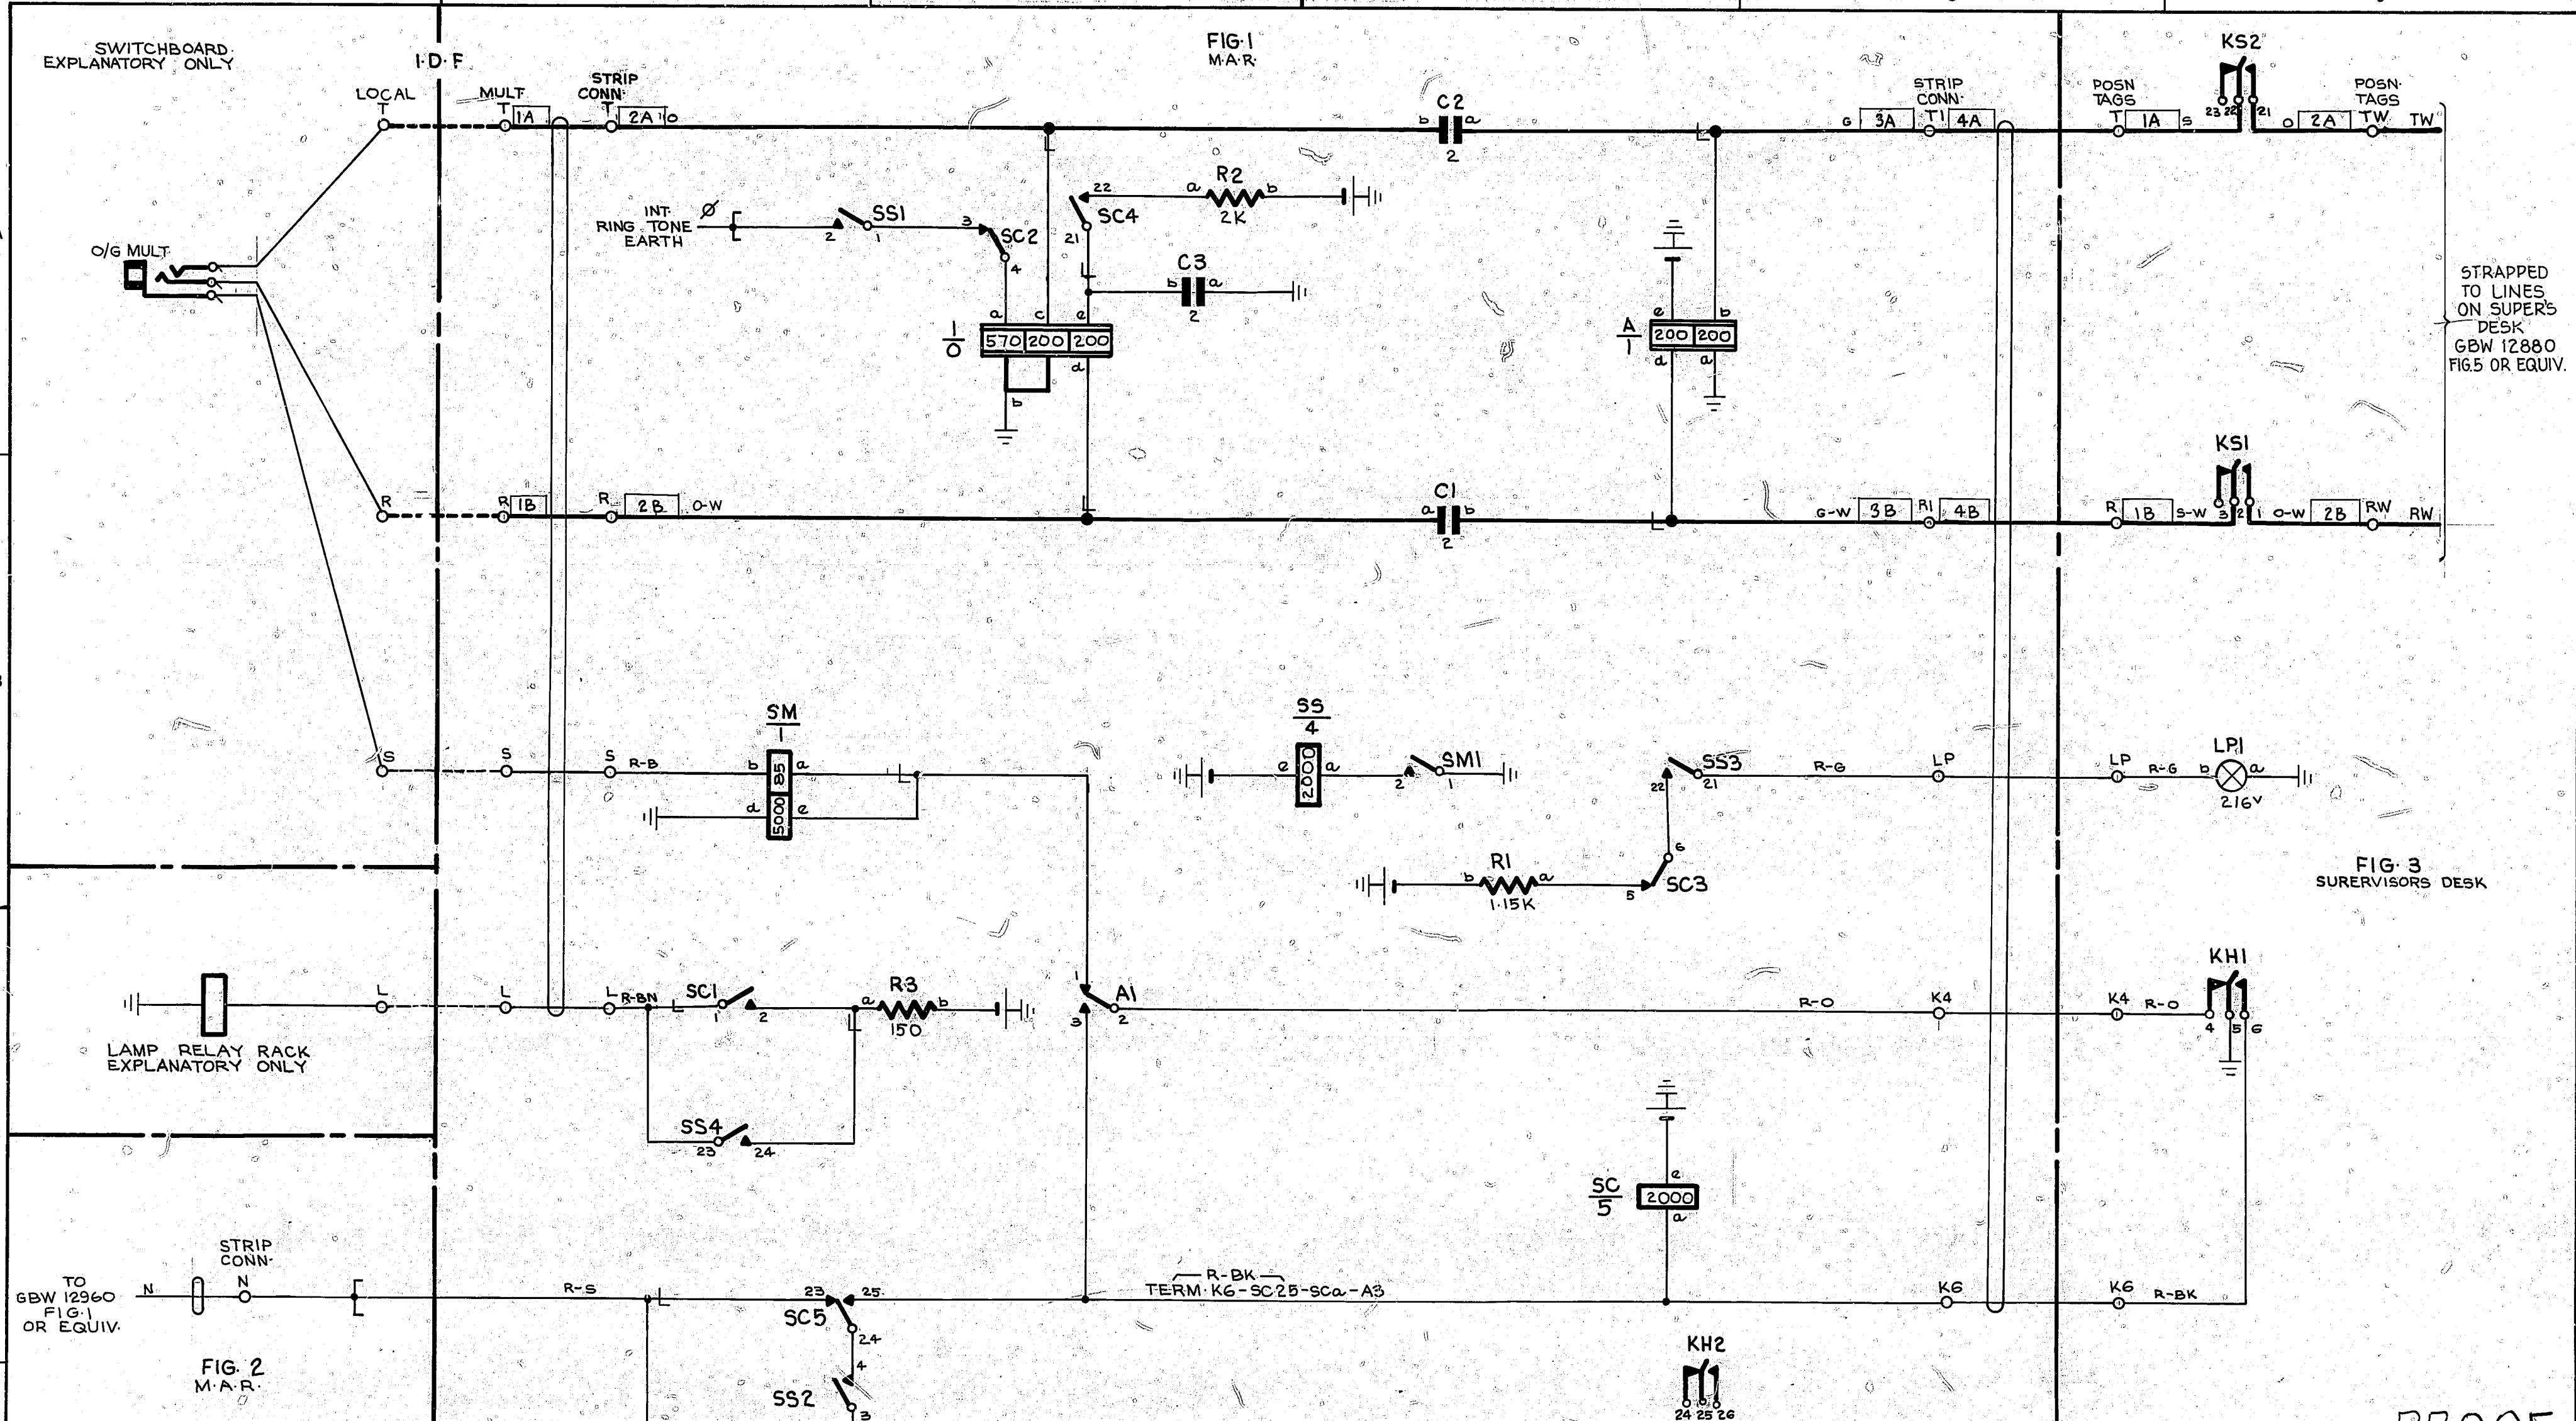 SWITCHBOARD.
EXPLANATORY ONLY
I.D.F
FIG.1
M.A.R.
KS2
LOCAL
T
MULT
T
1A
STRIP
CONN.
T
2A
O
C2
b
a
2
G
3A
STRIP
CONN.
T1
4A
POSN
TAGS
T
1A
S
23
22
21
O
2A
POSN.
TAGS
TW
TW
R2
a
b
2K
22
SC4
21
INT.
RING TONE
EARTH
Ø
SS1
2
1
3
SC2
4
C3
b
a
2
O/G MULT
a
c
e
1
0
570
200
200
d
b
A
1
e
b
200
200
d
a
STRAPPED
TO LINES
ON SUPER'S
DESK
GBW 12880
FIG.5 OR EQUIV.
KS1
R
R
1B
R
2B
O-W
C1
a
b
2
G-W
3B
R1
4B
R
1B
S-W
3
2
1
O-W
2B
RW
RW
SM
1
SS
4
S
S
S
R-B
b
85
a
d
5000
e
e
2000
a
2
SM1
1
SS3
22
21
R-G
LP
LP
R-G
b
LP1
a
216V
R1
b
a
1.15K
5
6
SC3
FIG. 3
SURERVISORS DESK
L
L
L
R-BN
SC1
1
2
R3
a
b
150
1
A1
3
2
R-O
K4
K4
R-O
KH1
4
5
6
LAMP RELAY RACK
EXPLANATORY ONLY
SS4
23
24
SC
5
e
2000
a
STRIP
CONN.
TO
GBW 12960
FIG.1
OR EQUIV.
N
N
R-S
23
25
SC5
24
R-BK
TERM. K6-SC25-SCa-A3
K6
K6
R-BK
FIG. 2
M.A.R.
4
SS2
3
KH2
24 25 26